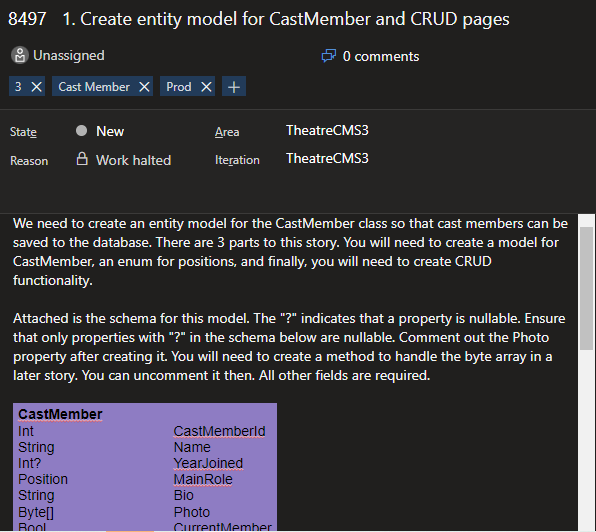 8497 1. Create entity model for CastMember and CRUD pages
Unassigned 0 comments
3 Cast Member Prod
State New Area TheatreCMS3
Reason Work halted Iteration TheatreCMS3
We need to create an entity model for the CastMember class so that cast members can be
saved to the database. There are 3 parts to this story. You will need to create a model for
CastMember, an enum for positions, and finally, you will need to create CRUD
functionality.
Attached is the schema for this model. The "?" indicates that a property is nullable. Ensure
that only properties with "?" in the schema below are nullable. Comment out the Photo
property after creating it. You will need to create a method to handle the byte array in a
later story. You can uncomment it then. All other fields are required.
CastMember
Int CastMemberId
String Name
Int? YearJoined
Position MainRole
String Bio
Byte[] Photo
Bool CurrentMember